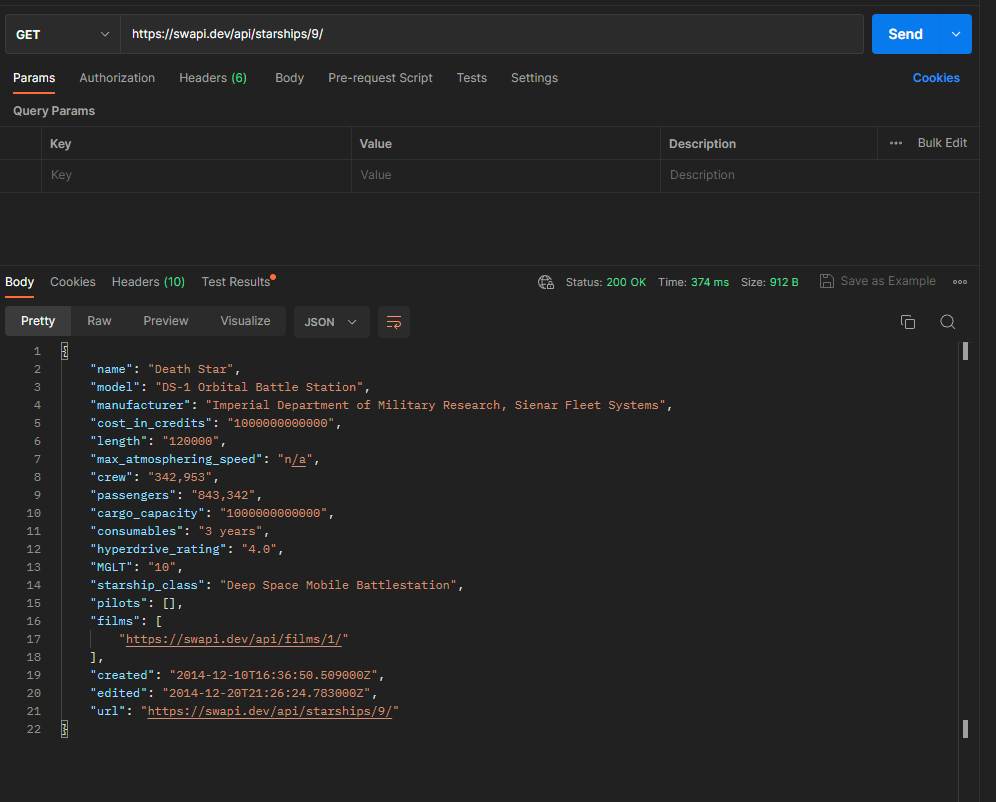 GET https://swapi.dev/api/starships/9/ Send
Params Authorization Headers (6) Body Pre-request Script Tests Settings Cookies
Query Params
Key Value Description ••• Bulk Edit
Key Value Description
Body Cookies Headers (10) Test Results Status: 200 OK Time: 374 ms Size: 912 B Save as Example
Pretty Raw Preview Visualize JSON
1 {
2 "name": "Death Star",
3 "model": "DS-1 Orbital Battle Station",
4 "manufacturer": "Imperial Department of Military Research, Sienar Fleet Systems",
5 "cost_in_credits": "1000000000000",
6 "length": "120000",
7 "max_atmosphering_speed": "n/a",
8 "crew": "342,953",
9 "passengers": "843,342",
10 "cargo_capacity": "1000000000000",
11 "consumables": "3 years",
12 "hyperdrive_rating": "4.0",
13 "MGLT": "10",
14 "starship_class": "Deep Space Mobile Battlestation",
15 "pilots": [],
16 "films": [
17 "https://swapi.dev/api/films/1/"
18 ],
19 "created": "2014-12-10T16:36:50.509000Z",
20 "edited": "2014-12-20T21:26:24.783000Z",
21 "url": "https://swapi.dev/api/starships/9/"
22 }